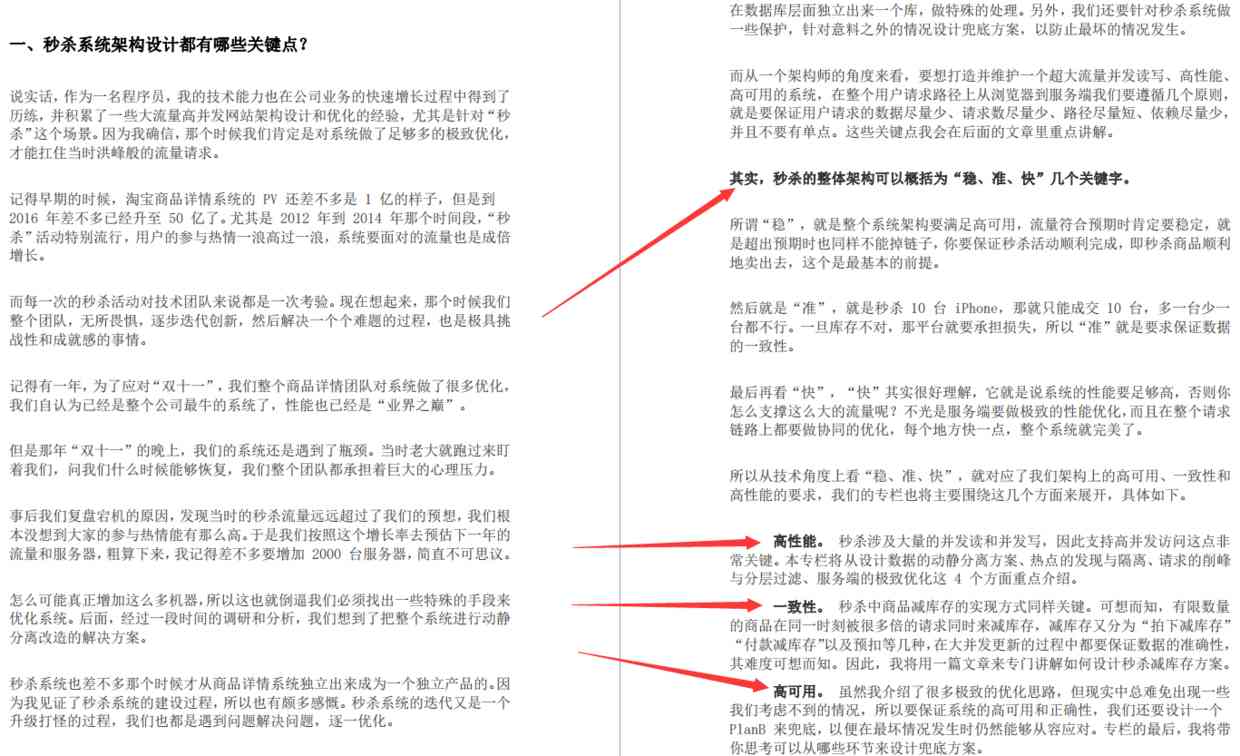 一、秒杀系统架构设计都有哪些关键点？
说实话，作为一名程序员，我的技术能力也在公司业务的快速增长过程中得到了
历练，并积累了一些大流量高并发网站架构设计和优化的经验，尤其是针对“秒
杀”这个场景。因为我确信，那个时候我们肯定是对系统做了足够多的极致优化，
才能扛住当时洪峰般的流量请求。
记得早期的时候，淘宝商品详情系统的 PV 还差不多是 1 亿的样子，但是到
2016 年差不多已经升至 50 亿了。尤其是 2012 年到 2014 年那个时间段，“秒
杀”活动特别流行，用户的参与热情一浪高过一浪，系统要面对的流量也是成倍
增长。
而每一次的秒杀活动对技术团队来说都是一次考验。现在想起来，那个时候我们
整个团队，无所畏惧，逐步迭代创新，然后解决一个个难题的过程，也是极具挑
战性和成就感的事情。
记得有一年，为了应对“双十一”，我们整个商品详情团队对系统做了很多优化，
我们自认为已经是整个公司最牛的系统了，性能也已经是“业界之巅”。
但是那年“双十一”的晚上，我们的系统还是遇到了瓶颈。当时老大就跑过来盯
着我们，问我们什么时候能够恢复，我们整个团队都承担着巨大的心理压力。
事后我们复盘宕机的原因，发现当时的秒杀流量远远超过了我们的预想，我们根
本没想到大家的参与热情能有那么高。于是我们按照这个增长率去预估下一年的
流量和服务器，粗算下来，我记得差不多要增加 2000 台服务器，简直不可思议。
怎么可能真正增加这么多机器，所以这也就倒逼我们必须找出一些特殊的手段来
优化系统。后面，经过一段时间的调研和分析，我们想到了把整个系统进行动静
分离改造的解决方案。
秒杀系统也差不多那个时候才从商品详情系统独立出来成为一个独立产品的。因
为我见证了秒杀系统的建设过程，所以也有颇多感慨。秒杀系统的迭代又是一个
升级打怪的过程，我们也都是遇到问题解决问题，逐一优化。
在数据库层面独立出来一个库，做特殊的处理。另外，我们还要针对秒杀系统做
一些保护，针对意料之外的情况设计兜底方案，以防止最坏的情况发生。
而从一个架构师的角度来看，要想打造并维护一个超大流量并发读写、高性能、
高可用的系统，在整个用户请求路径上从浏览器到服务端我们要遵循几个原则，
就是要保证用户请求的数据尽量少、请求数尽量少、路径尽量短、依赖尽量少，
并且不要有单点。这些关键点我会在后面的文章里重点讲解。
其实，秒杀的整体架构可以概括为“稳、准、快”几个关键字。
所谓“稳”，就是整个系统架构要满足高可用，流量符合预期时肯定要稳定，就
是超出预期时也同样不能掉链子，你要保证秒杀活动顺利完成，即秒杀商品顺利
地卖出去，这个是最基本的前提。
然后就是“准”，就是秒杀 10 台 iPhone，那就只能成交 10 台，多一台少一
台都不行。一旦库存不对，那平台就要承担损失，所以“准”就是要求保证数据
的一致性。
最后再看“快”，“快”其实很好理解，它就是说系统的性能要足够高，否则你
怎么支撑这么大的流量呢？不光是服务端要做极致的性能优化，而且在整个请求
链路上都要做协同的优化，每个地方快一点，整个系统就完美了。
所以从技术角度上看“稳、准、快”，就对应了我们架构上的高可用、一致性和
高性能的要求，我们的专栏也将主要围绕这几个方面来展开，具体如下。
高性能。 秒杀涉及大量的并发读和并发写，因此支持高并发访问这点非
常关键。本专栏将从设计数据的动静分离方案、热点的发现与隔离、请求的削峰
与分层过滤、服务端的极致优化这 4 个方面重点介绍。
一致性。 秒杀中商品减库存的实现方式同样关键。可想而知，有限数量
的商品在同一时刻被很多倍的请求同时来减库存，减库存又分为“拍下减库存”
“付款减库存”以及预扣等几种，在大并发更新的过程中都要保证数据的准确性，
其难度可想而知。因此，我将用一篇文章来专门讲解如何设计秒杀减库存方案。
高可用。 虽然我介绍了很多极致的优化思路，但现实中总难免出现一些
我们考虑不到的情况，所以要保证系统的高可用和正确性，我们还要设计一个
PlanB 来兜底，以便在最坏情况发生时仍然能够从容应对。专栏的最后，我将带
你思考可以从哪些环节来设计兜底方案。